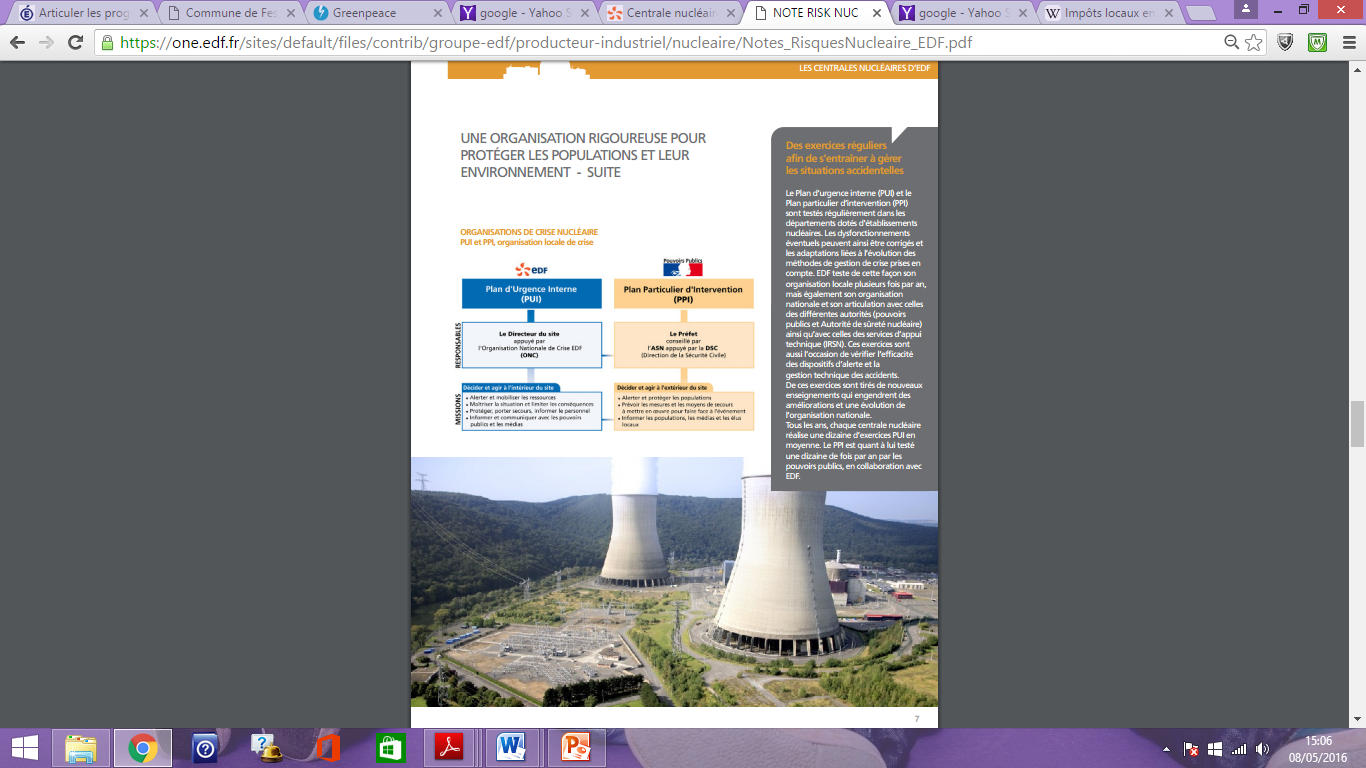 Articuler les prog
Commune de Fes
Greenpeace
google - Yahoo S
Centrale nucléair
NOTE RISK NUC
google - Yahoo S
Impôts locaux en
https://one.edf.fr/sites/default/files/contrib/groupe-edf/producteur-industriel/nucleaire/Notes_RisquesNucleaire_EDF.pdf
LES CENTRALES NUCLÉAIRES D'EDF
UNE ORGANISATION RIGOUREUSE POUR
PROTÉGER LES POPULATIONS ET LEUR
ENVIRONNEMENT - SUITE
ORGANISATIONS DE CRISE NUCLÉAIRE
PUI et PPI, organisation locale de crise
edf
Plan d'Urgence Interne
(PUI)
RESPONSABLES
Le Directeur du site
appuyé par
l'Organisation Nationale de Crise EDF
(ONC)
MISSIONS
Décider et agir à l'intérieur du site
• Alerter et mobiliser les ressources
• Maîtriser la situation et limiter les conséquences
• Protéger, porter secours, informer le personnel
• Informer et communiquer avec les pouvoirs
publics et les médias
Pouvoirs Publics
Plan Particulier d'Intervention
(PPI)
Le Préfet
conseillé par
l'ASN appuyé par la DSC
(Direction de la Sécurité Civile)
Décider et agir à l'extérieur du site
• Alerter et protéger les populations
• Prévoir les mesures et les moyens de secours
à mettre en œuvre pour faire face à l'événement
• Informer les populations, les médias et les élus
locaux
Des exercices réguliers
afin de s'entraîner à gérer
les situations accidentelles
Le Plan d'urgence interne (PUI) et le
Plan particulier d'intervention (PPI)
sont testés régulièrement dans les
départements dotés d'établissements
nucléaires. Les dysfonctionnements
éventuels peuvent ainsi être corrigés et
les adaptations liées à l'évolution des
méthodes de gestion de crise prises en
compte. EDF teste de cette façon son
organisation locale plusieurs fois par an,
mais également son organisation
nationale et son articulation avec celles
des différentes autorités (pouvoirs
publics et Autorité de sûreté nucléaire)
ainsi qu'avec celles des services d'appui
technique (IRSN). Ces exercices sont
aussi l'occasion de vérifier l'efficacité
des dispositifs d'alerte et la
gestion technique des accidents.
De ces exercices sont tirés de nouveaux
enseignements qui engendrent des
améliorations et une évolution de
l'organisation nationale.
Tous les ans, chaque centrale nucléaire
réalise une dizaine d'exercices PUI en
moyenne. Le PPI est quant à lui testé
une dizaine de fois par an par les
pouvoirs publics, en collaboration avec
EDF.
7
15:06
08/05/2016